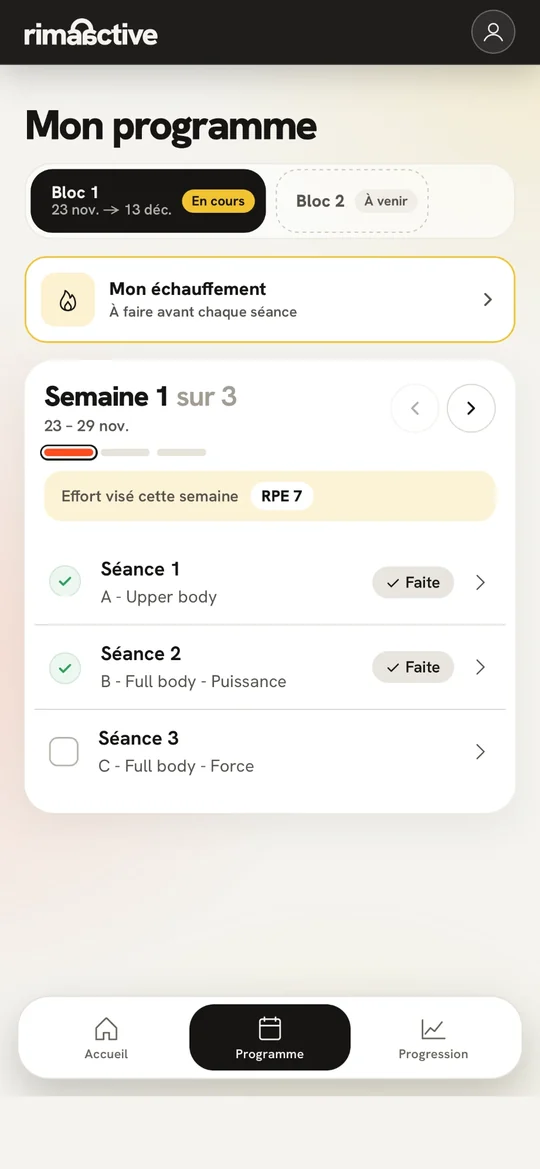 rimaactive
Mon programme
Bloc 1
23 nov. → 13 déc.
En cours
Bloc 2
À venir
Mon échauffement
À faire avant chaque séance
Semaine 1 sur 3
23 – 29 nov.
Effort visé cette semaine
RPE 7
Séance 1
A - Upper body
Faite
Séance 2
B - Full body - Puissance
Faite
Séance 3
C - Full body - Force
Accueil
Programme
Progression